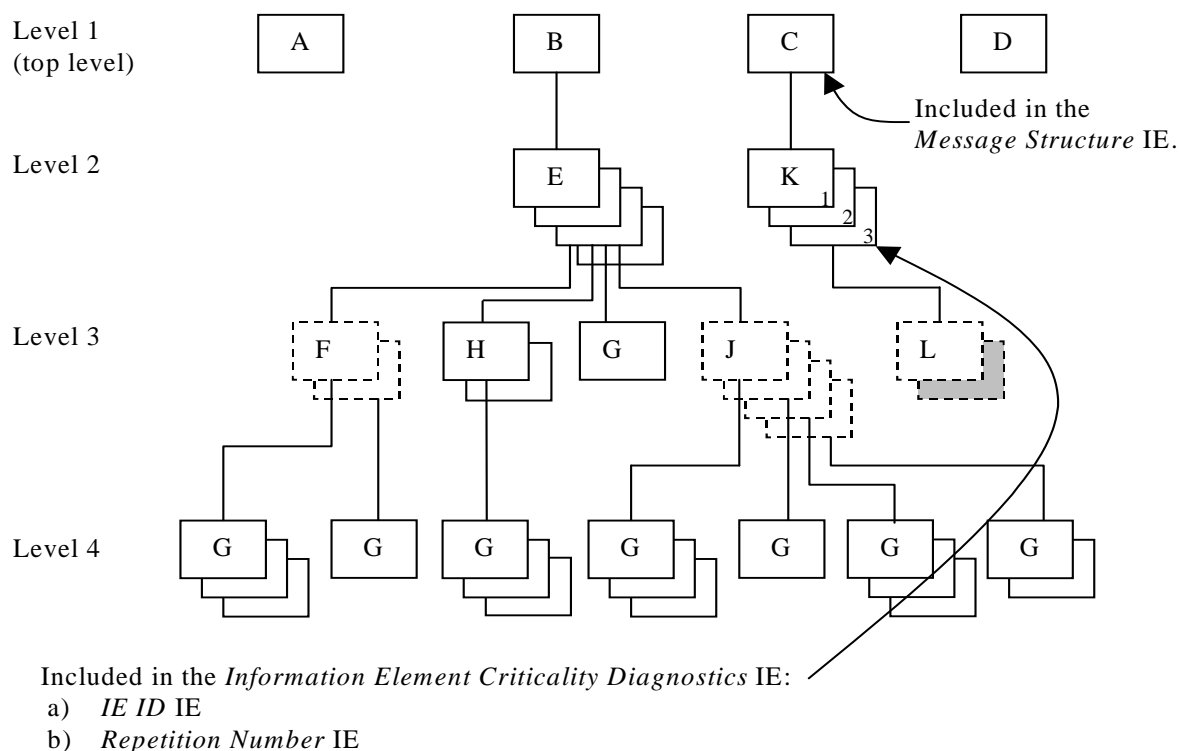 Level 1
(top level)
A
B
C
D
Included in the
Message Structure IE.
Level 2
E
K
1
2
3
Level 3
F
H
G
J
L
Level 4
G
G
G
G
G
G
G
Included in the Information Element Criticality Diagnostics IE:
a) IE ID IE
b) Repetition Number IE